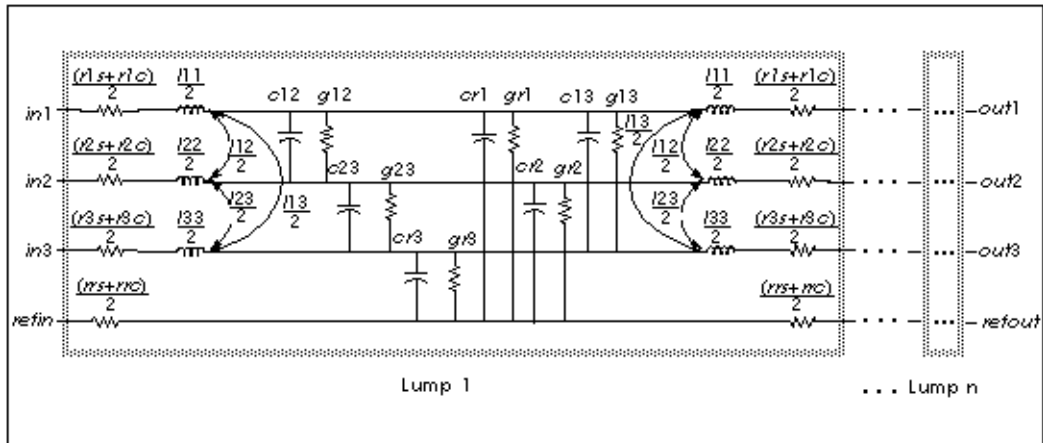 (r1s+r1c)/2 l11/2 c12 g12 cr1 gr1 c13 g13 l11/2 (r1s+r1c)/2
in1 ... ... out1
(r2s+r2c)/2 l22/2 l12/2 l13/2 l12/2 l22/2 (r2s+r2c)/2
c23 g23 cr2 gr2
in2 ... ... out2
(r3s+r3c)/2 l33/2 l23/2 l13/2 l23/2 l33/2 (r3s+r3c)/2
in3 cr3 gr3 ... ... out3
(rrs+rrc)/2 (rrs+rrc)/2
refin ... ... refout
Lump 1 ... Lump n